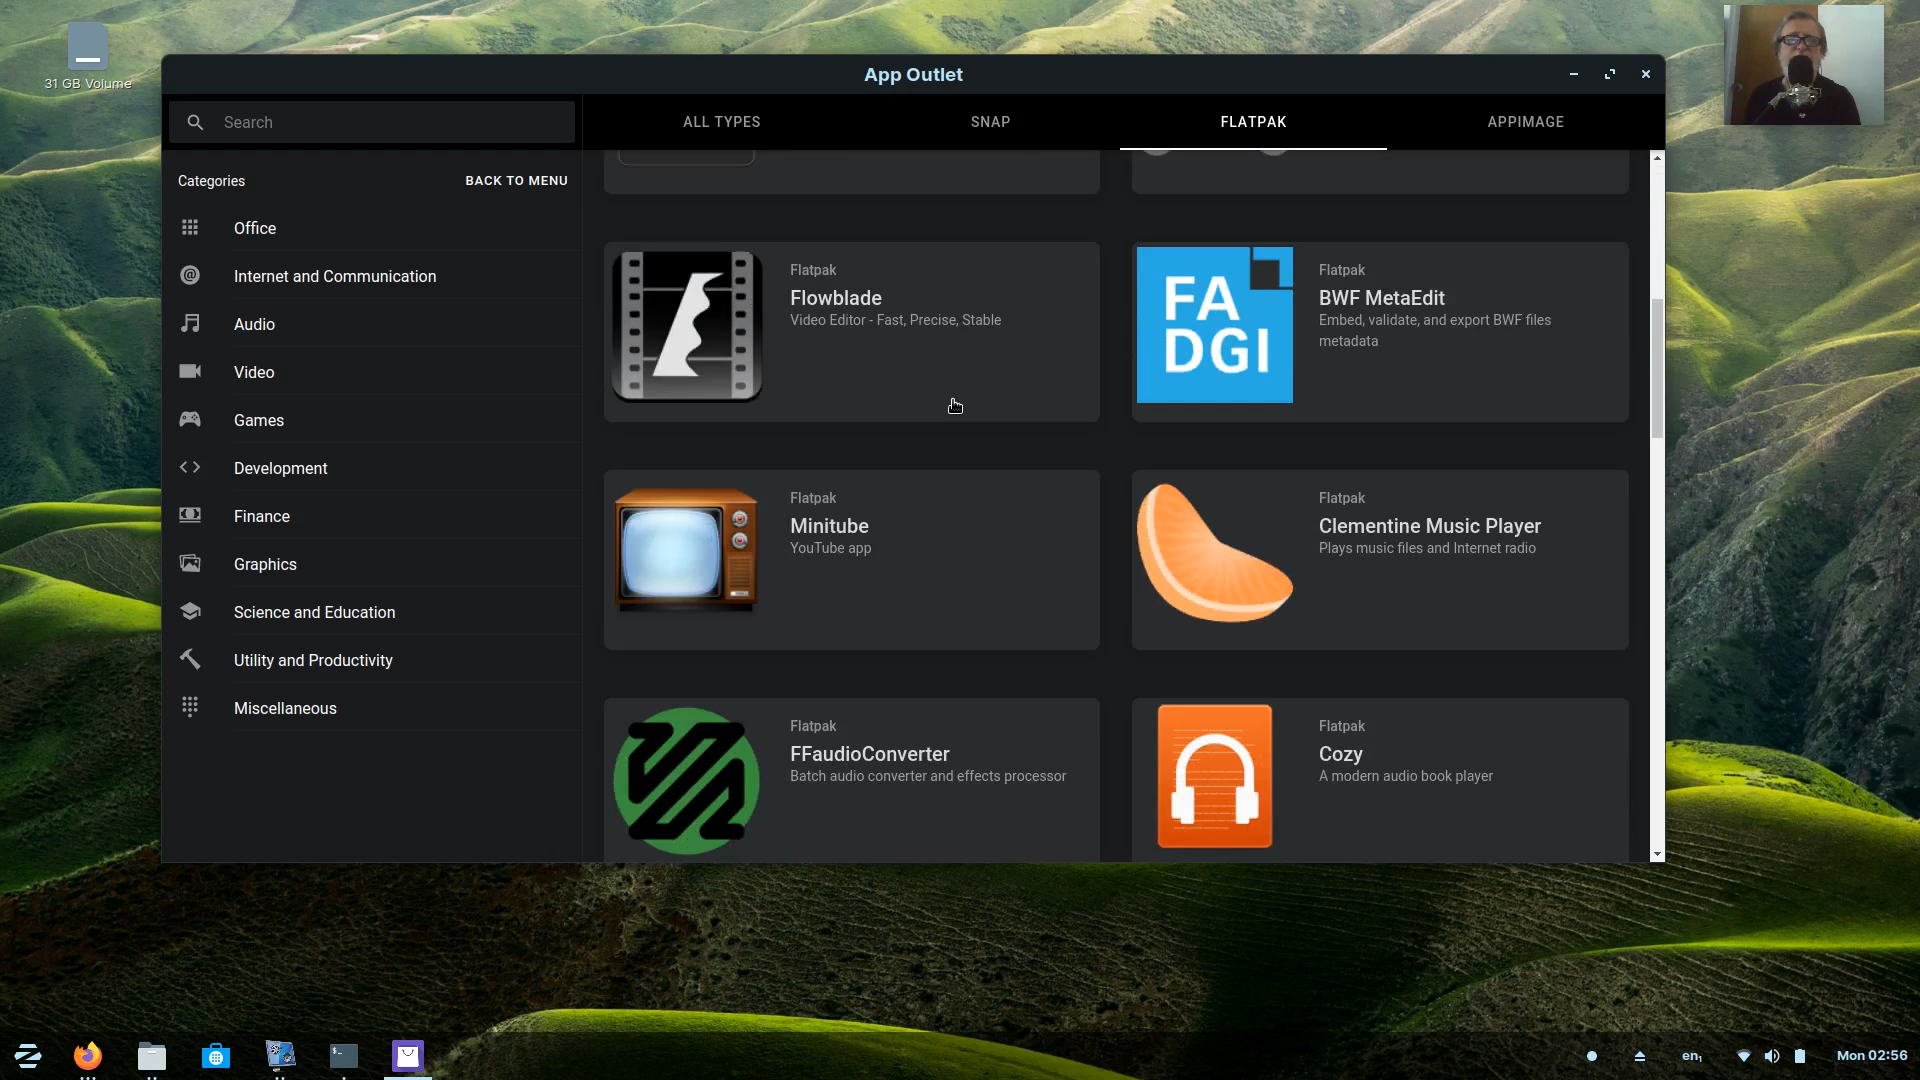 31 GB Volume
App Outlet
Search
ALL TYPES
SNAP
FLATPAK
APPIMAGE
Categories
BACK TO MENU
Office
Internet and Communication
Audio
Video
Games
Development
Finance
Graphics
Science and Education
Utility and Productivity
Miscellaneous
Flatpak
Flowblade
Video Editor - Fast, Precise, Stable
FA
DGI
Flatpak
BWF MetaEdit
Embed, validate, and export BWF files
metadata
Flatpak
Minitube
YouTube app
Flatpak
Clementine Music Player
Plays music files and Internet radio
Flatpak
FFaudioConverter
Batch audio converter and effects processor
Flatpak
Cozy
A modern audio book player
en₁
Mon 02:56